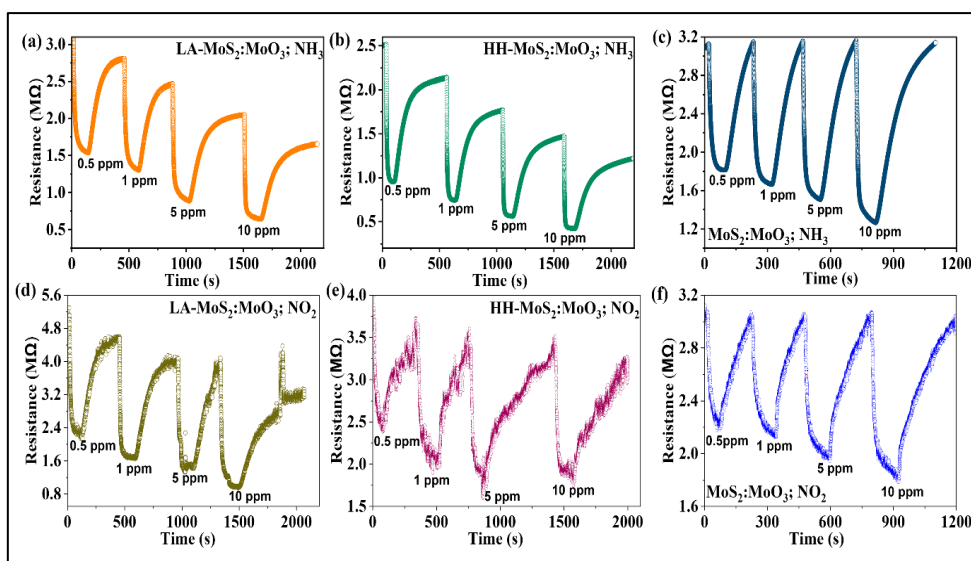 (a) LA-MoS₂:MoO₃; NH₃
3.0
2.5
2.0
1.5
1.0
0.5
Resistance (MΩ)
0.5 ppm
1 ppm
5 ppm
10 ppm
0 500 1000 1500 2000
Time (s)
(b) HH-MoS₂:MoO₃; NH₃
2.5
2.0
1.5
1.0
0.5
Resistance (MΩ)
0.5 ppm
1 ppm
5 ppm
10 ppm
0 500 1000 1500 2000
Time (s)
(c)
3.2
2.8
2.4
2.0
1.6
1.2
Resistance (MΩ)
0.5 ppm
1 ppm
5 ppm
10 ppm
MoS₂:MoO₃; NH₃
0 300 600 900 1200
Time (s)
(d) LA-MoS₂:MoO₃; NO₂
5.6
4.8
4.0
3.2
2.4
1.6
0.8
Resistance (MΩ)
0.5 ppm
1 ppm
5 ppm
10 ppm
0 500 1000 1500 2000
Time (s)
(e) HH-MoS₂:MoO₃; NO₂
4.0
3.5
3.0
2.5
2.0
1.5
Resistance (MΩ)
0.5 ppm
1 ppm
5 ppm
10 ppm
0 500 1000 1500 2000
Time (s)
(f)
3.2
2.8
2.4
2.0
1.6
Resistance (MΩ)
0.5ppm
1 ppm
5 ppm
10 ppm
MoS₂:MoO₃; NO₂
0 300 600 900 1200
Time (s)